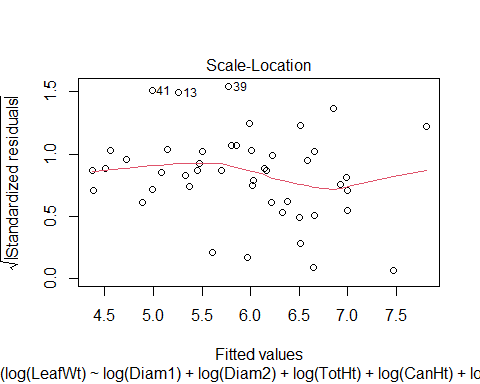 Scale-Location
√|Standardized residuals|
0.0 0.5 1.0 1.5
41 13 39
4.5 5.0 5.5 6.0 6.5 7.0 7.5
Fitted values
(log(LeafWt) ~ log(Diam1) + log(Diam2) + log(TotHt) + log(CanHt) + lo